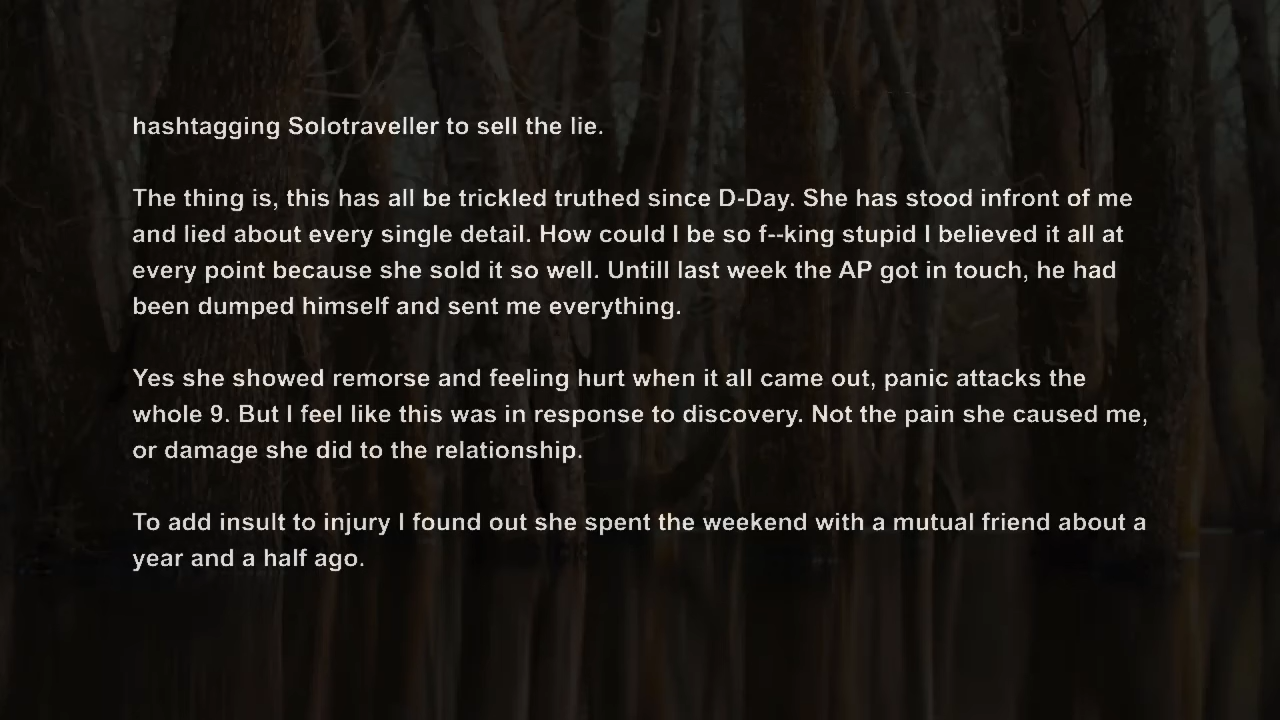 hashtagging Solotraveller to sell the lie.
The thing is, this has all be trickled truthed since D-Day. She has stood infront of me
and lied about every single detail. How could I be so f--king stupid I believed it all at
every point because she sold it so well. Untill last week the AP got in touch, he had
been dumped himself and sent me everything.
Yes she showed remorse and feeling hurt when it all came out, panic attacks the
whole 9. But I feel like this was in response to discovery. Not the pain she caused me,
or damage she did to the relationship.
To add insult to injury I found out she spent the weekend with a mutual friend about a
year and a half ago.